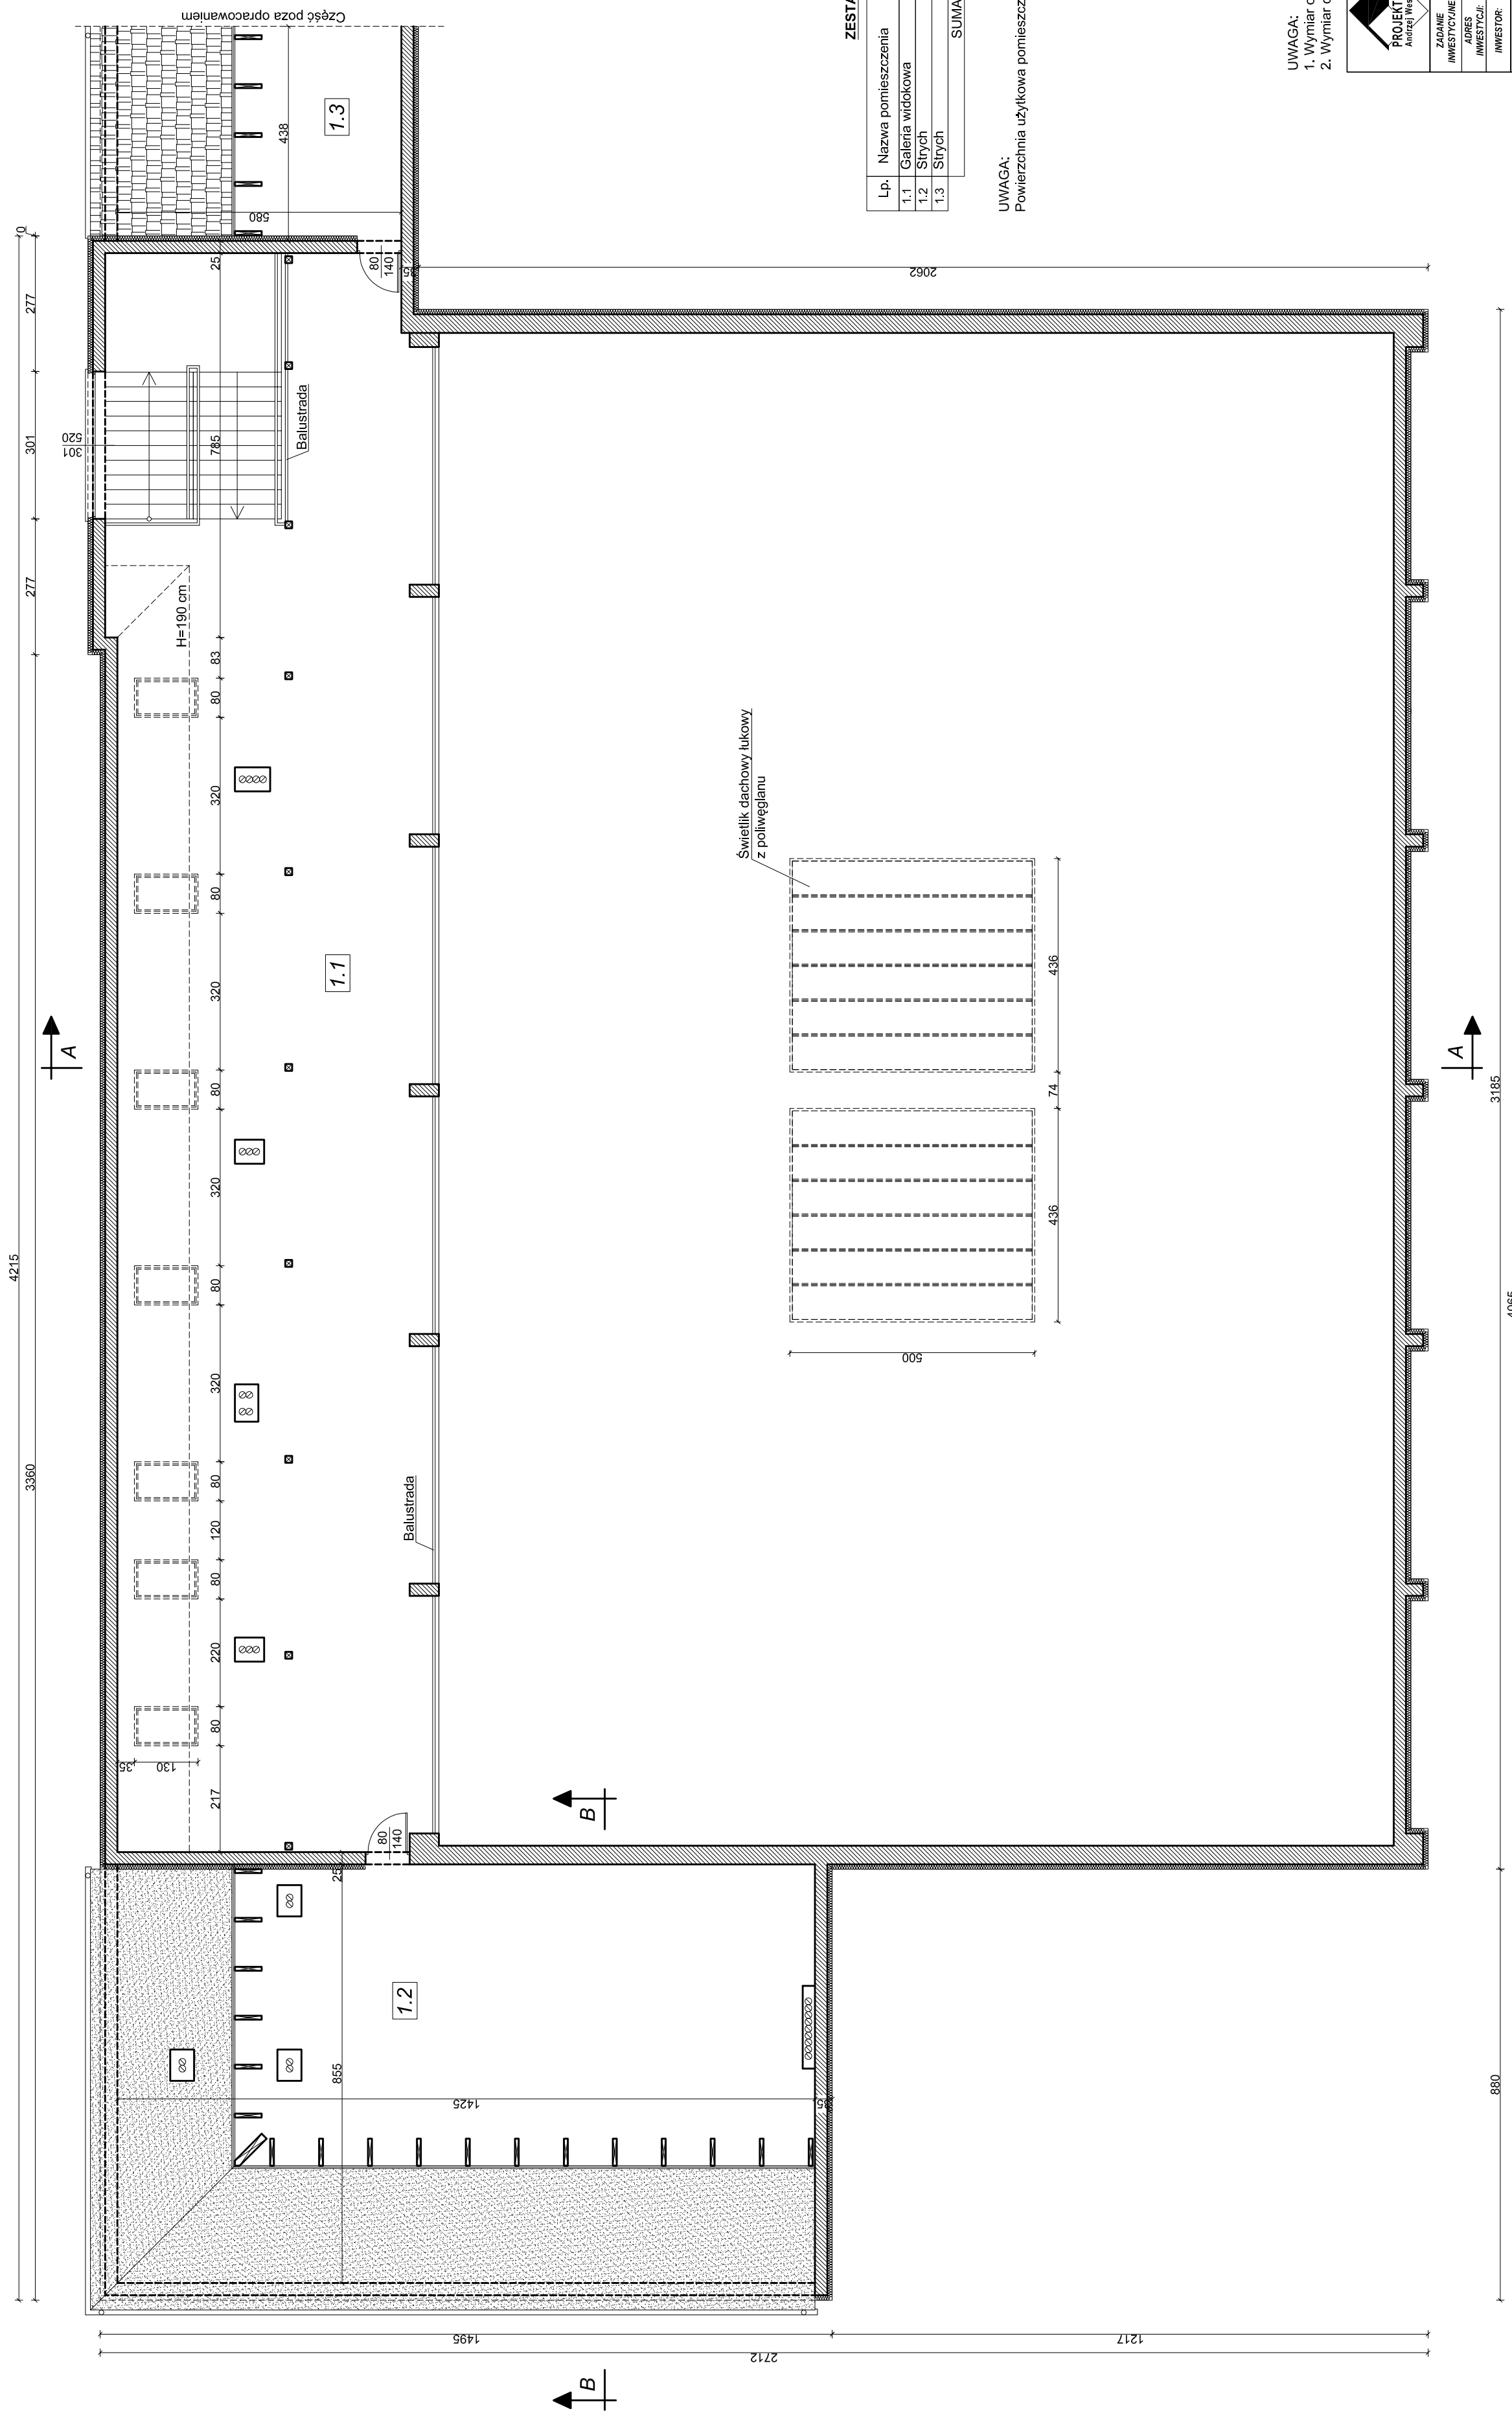 Część poza opracowaniem
4215
0
277
301
277
3360
301
520
25
785
83
80
320
80
320
80
320
80
320
80
120
80
220
80
217
35
130
H=190 cm
Balustrada
580
438
1.3
80
140
35
2062
1.1
Balustrada
80
140
25
1.2
855
1425
35
A
A
B
B
Świetlik dachowy łukowy
z poliwęglanu
436
74
436
500
3185
4065
880
1495
1217
2712
ZESTA
Lp. Nazwa pomieszczenia
1.1 Galeria widokowa
1.2 Strych
1.3 Strych
SUMA
UWAGA:
Powierzchnia użytkowa pomieszcz
UWAGA:
1. Wymiar o
2. Wymiar o
PROJEKT
Andrzej Wes
ZADANIE
INWESTYCYJNE
ADRES
INWESTYCJI:
INWESTOR: